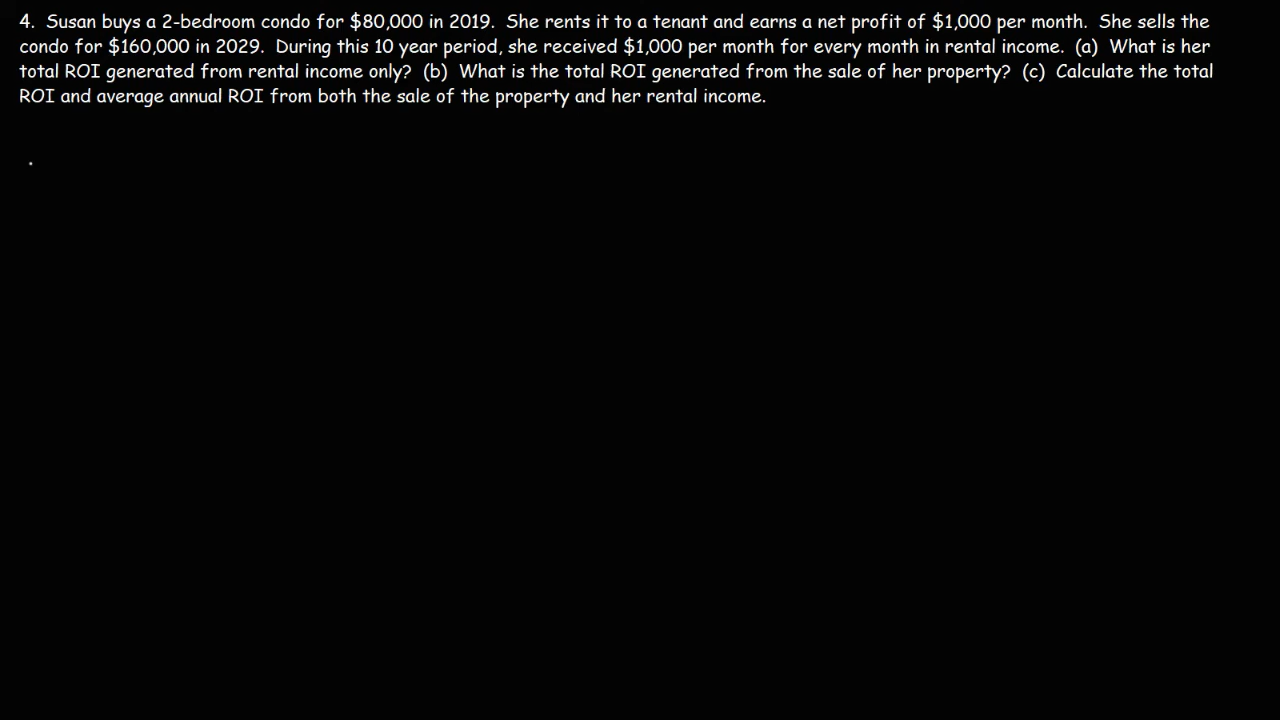 4. Susan buys a 2-bedroom condo for $80,000 in 2019. She rents it to a tenant and earns a net profit of $1,000 per month. She sells the
condo for $160,000 in 2029. During this 10 year period, she received $1,000 per month for every month in rental income. (a) What is her
total ROI generated from rental income only? (b) What is the total ROI generated from the sale of her property? (c) Calculate the total
ROI and average annual ROI from both the sale of the property and her rental income.